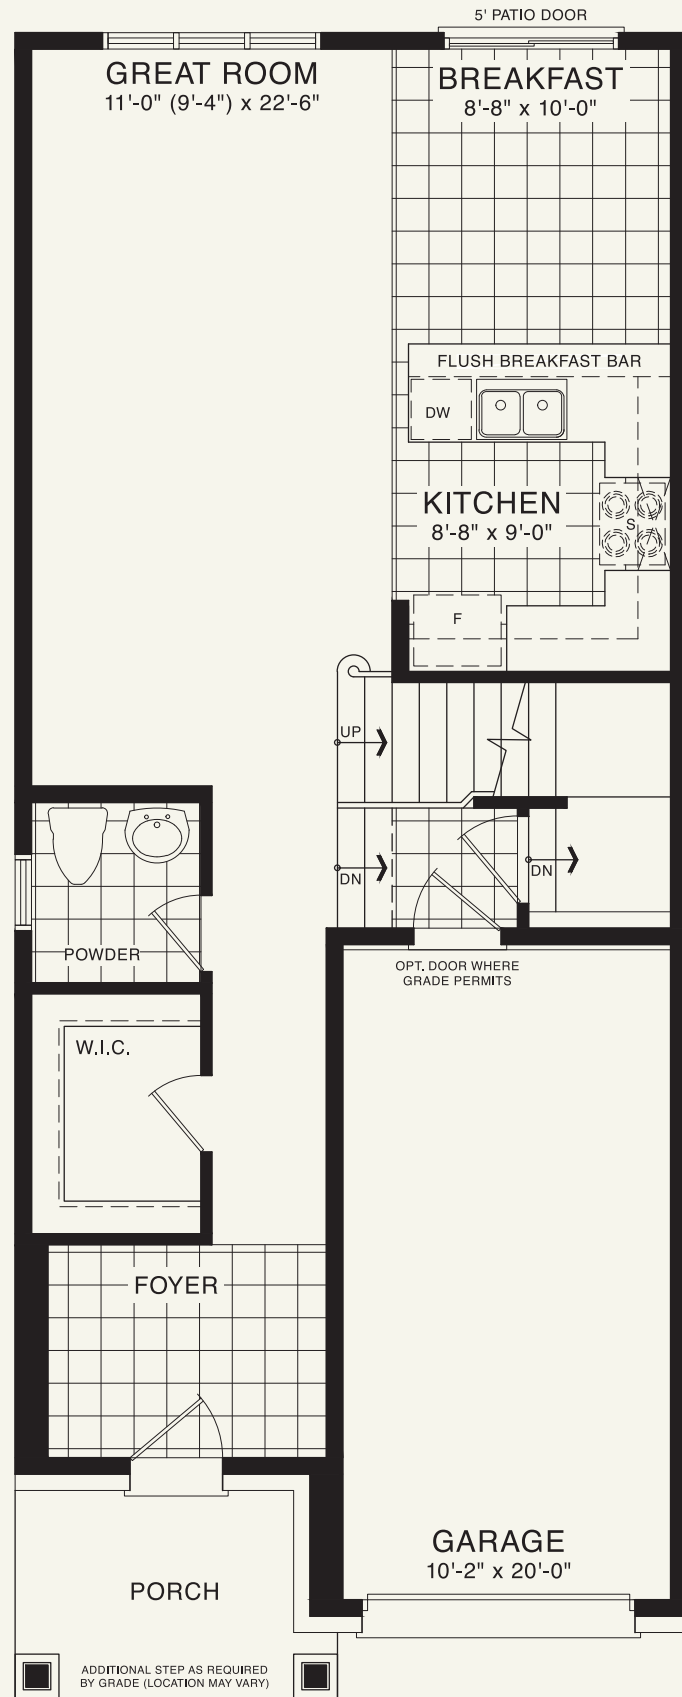 5' PATIO DOOR
GREAT ROOM
11'-0" (9'-4") x 22'-6"
BREAKFAST
8'-8" x 10'-0"
FLUSH BREAKFAST BAR
DW
KITCHEN
8'-8" x 9'-0"
S
F
UP
DN
DN
POWDER
OPT. DOOR WHERE
GRADE PERMITS
W.I.C.
FOYER
GARAGE
10'-2" x 20'-0"
PORCH
ADDITIONAL STEP AS REQUIRED
BY GRADE (LOCATION MAY VARY)